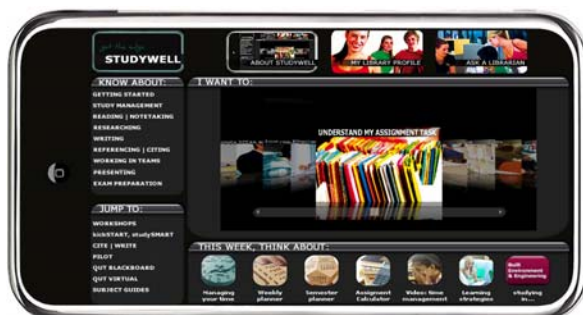 get the edge
STUDYWELL
ABOUT STUDYWELL
MY LIBRARY PROFILE
ASK A LIBRARIAN
KNOW ABOUT:
GETTING STARTED
STUDY MANAGEMENT
READING | NOTETAKING
RESEARCHING
WRITING
REFERENCING | CITING
WORKING IN TEAMS
PRESENTING
EXAM PREPARATION
I WANT TO:
UNDERSTAND MY ASSIGNMENT TASK
JUMP TO:
WORKSHOPS
kickSTART, studySMART
CITE | WRITE
PILOT
QUT BLACKBOARD
QUT VIRTUAL
SUBJECT GUIDES
THIS WEEK, THINK ABOUT:
Managing your time
Weekly planner
Semester planner
Assignment Calculator
Video: time management
Learning strategies
Built Environment & Engineering
studying in...